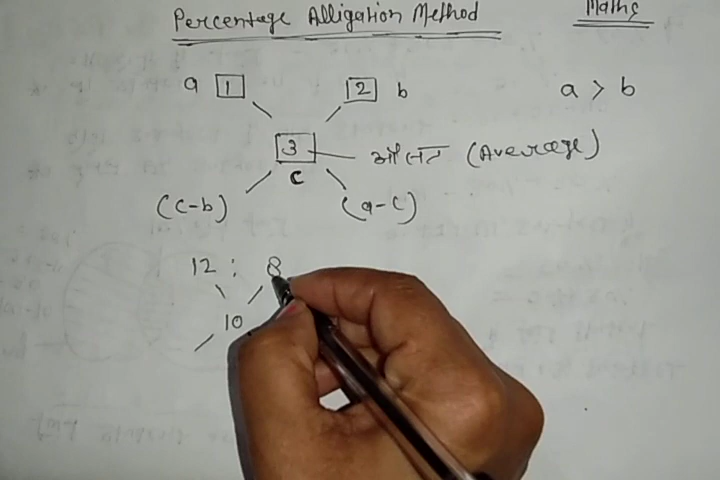 Percentage Alligation Method Maths
a 1 2 b a > b
3 औसत (Average)
c
(c-b) (a-c)
12 : 8
10